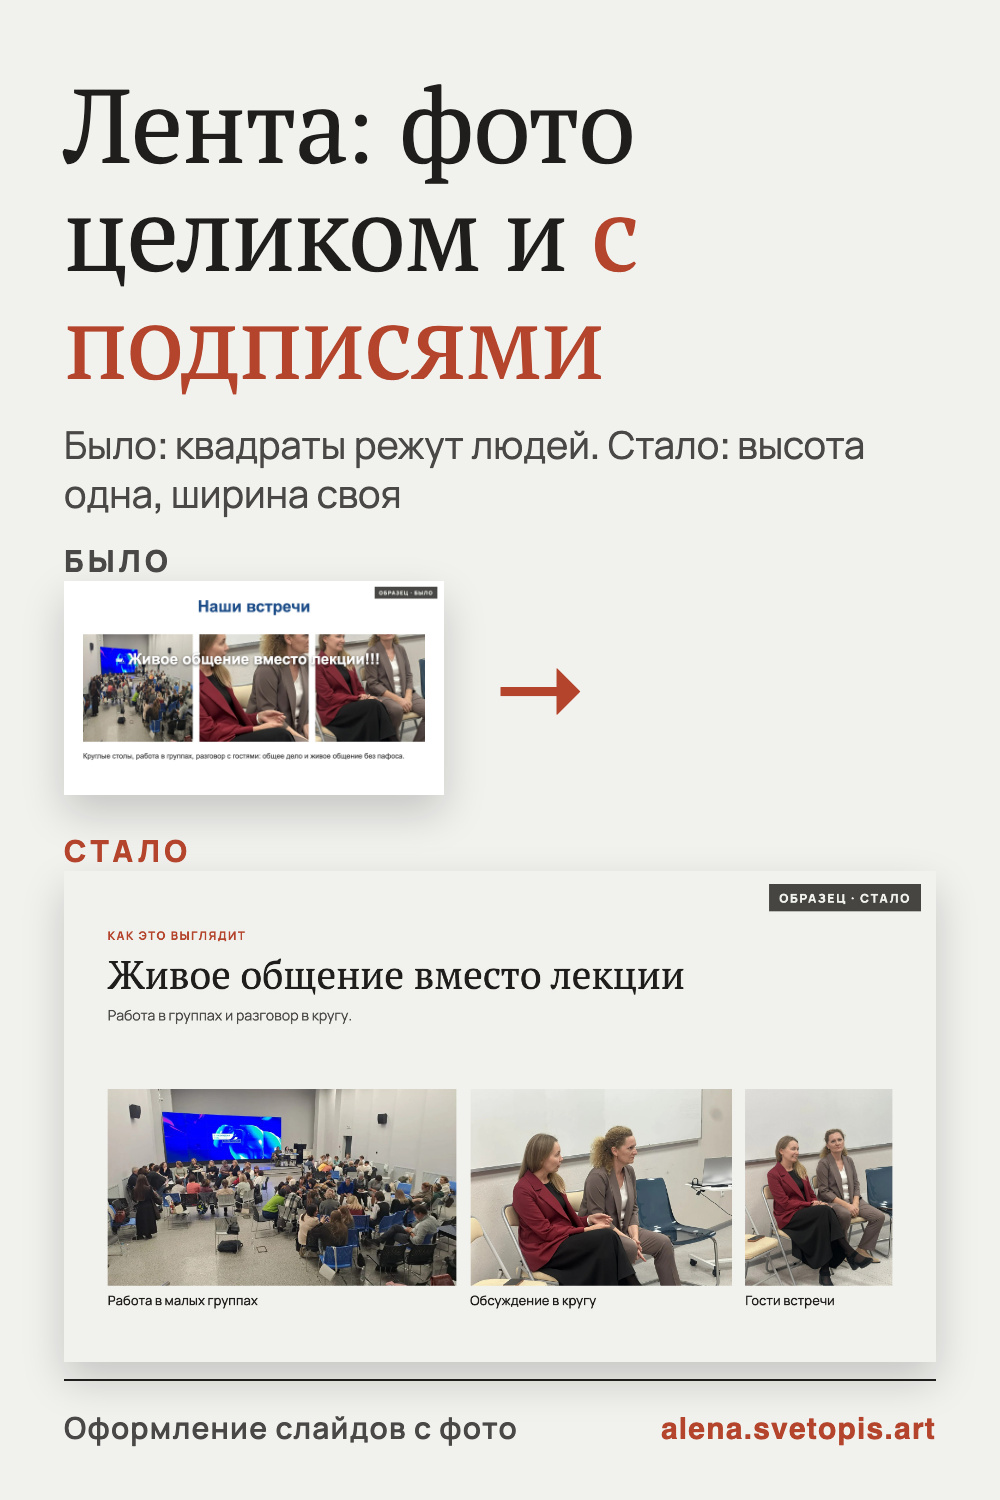 Лента: фото
целиком и с
подписями
Было: квадраты режут людей. Стало: высота
одна, ширина своя
БЫЛО
ОБРАЗЕЦ · БЫЛО
Наши встречи
Живое общение вместо лекции!!!
Круглые столы, работа в группах, разговор с гостями: общее дело и живое общение без пафоса.
СТАЛО
ОБРАЗЕЦ · СТАЛО
КАК ЭТО ВЫГЛЯДИТ
Живое общение вместо лекции
Работа в группах и разговор в кругу.
Работа в малых группах
Обсуждение в кругу
Гости встречи
Оформление слайдов с фото
alena.svetopis.art